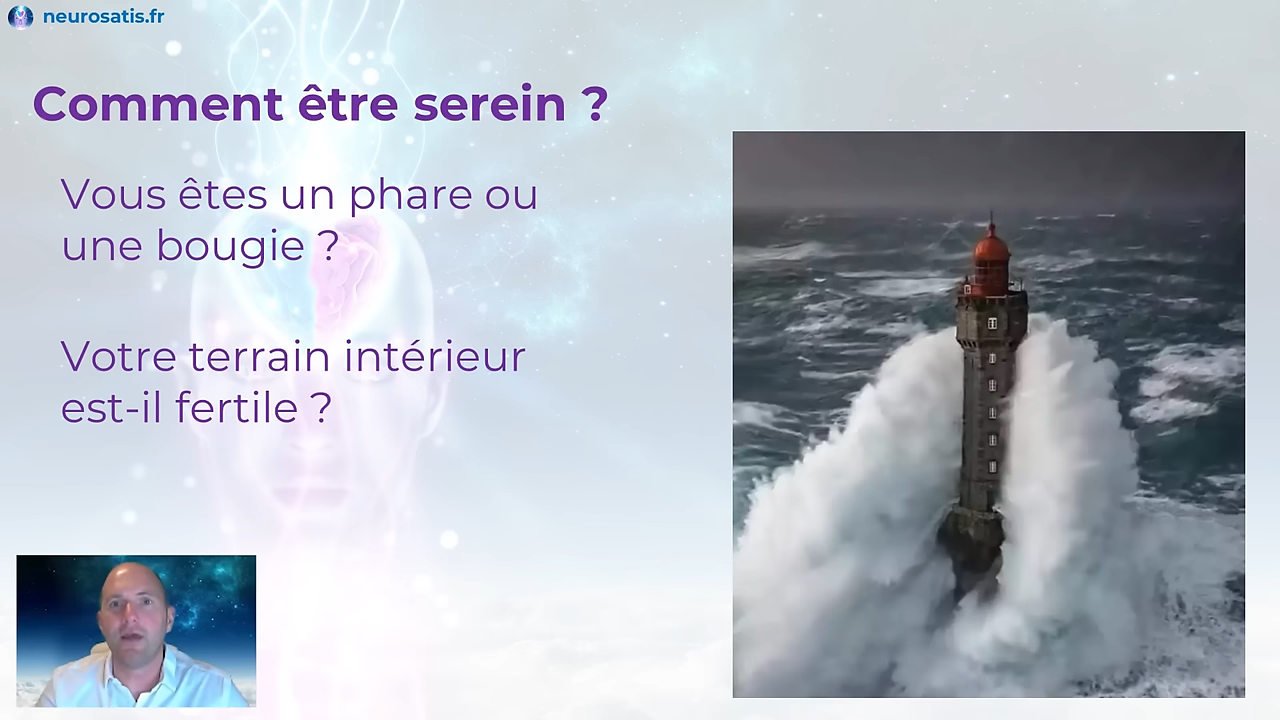 neurosatis.fr
Comment être serein ?
Vous êtes un phare ou
une bougie ?
Votre terrain intérieur
est-il fertile ?